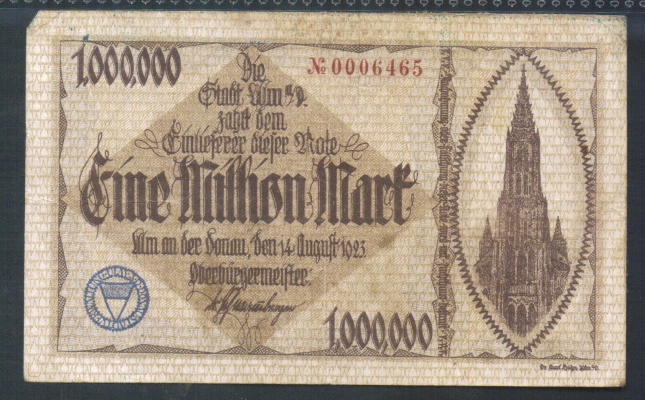 1.000.000
№ 0006465
Die
Stadt Ulm a/D.
zahlt dem
Einlieferer dieser Note
Eine Million Mark
Ulm an der Donau, den 14 August 1923
Oberbürgermeister:
1.000.000